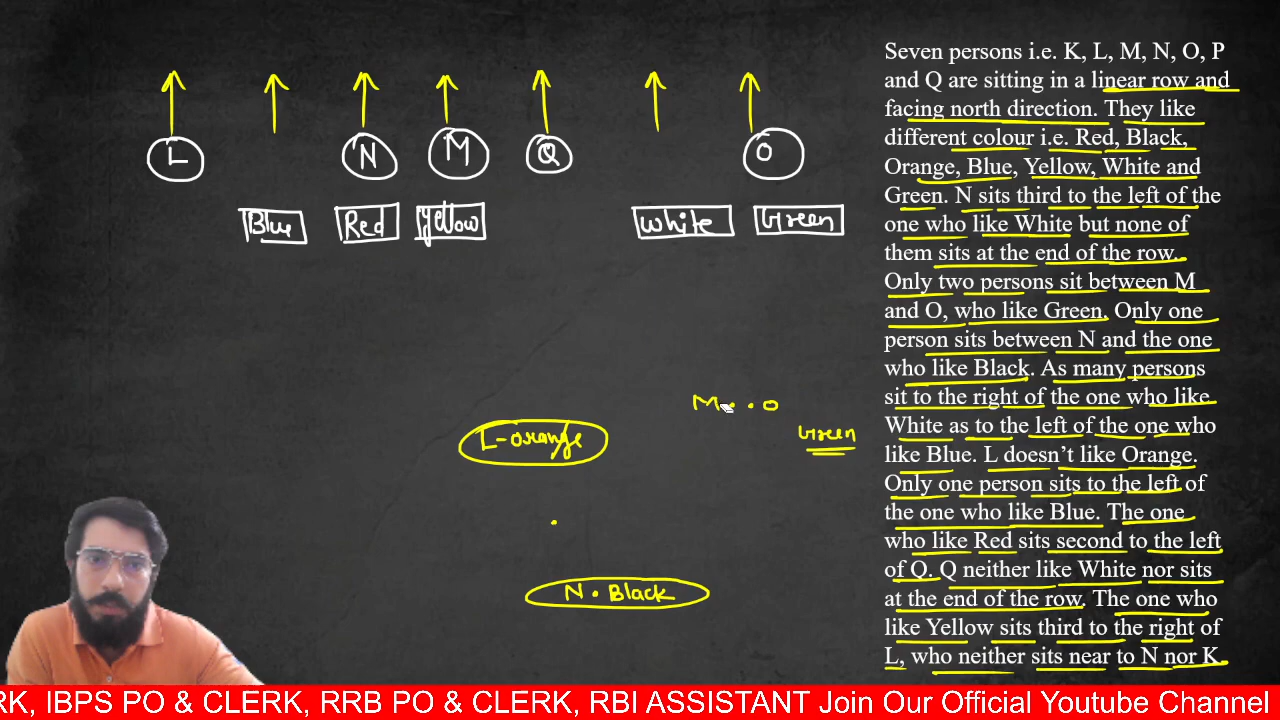 L N M Q O
Blue Red Yellow White Green
M . . O
Green
L-orange
N . Black
Seven persons i.e. K, L, M, N, O, P
and Q are sitting in a linear row and
facing north direction. They like
different colour i.e. Red, Black,
Orange, Blue, Yellow, White and
Green. N sits third to the left of the
one who like White but none of
them sits at the end of the row.
Only two persons sit between M
and O, who like Green. Only one
person sits between N and the one
who like Black. As many persons
sit to the right of the one who like
White as to the left of the one who
like Blue. L doesn’t like Orange.
Only one person sits to the left of
the one who like Blue. The one
who like Red sits second to the left
of Q. Q neither like White nor sits
at the end of the row. The one who
like Yellow sits third to the right of
L, who neither sits near to N nor K.
RK, IBPS PO & CLERK, RRB PO & CLERK, RBI ASSISTANT Join Our Official Youtube Channel